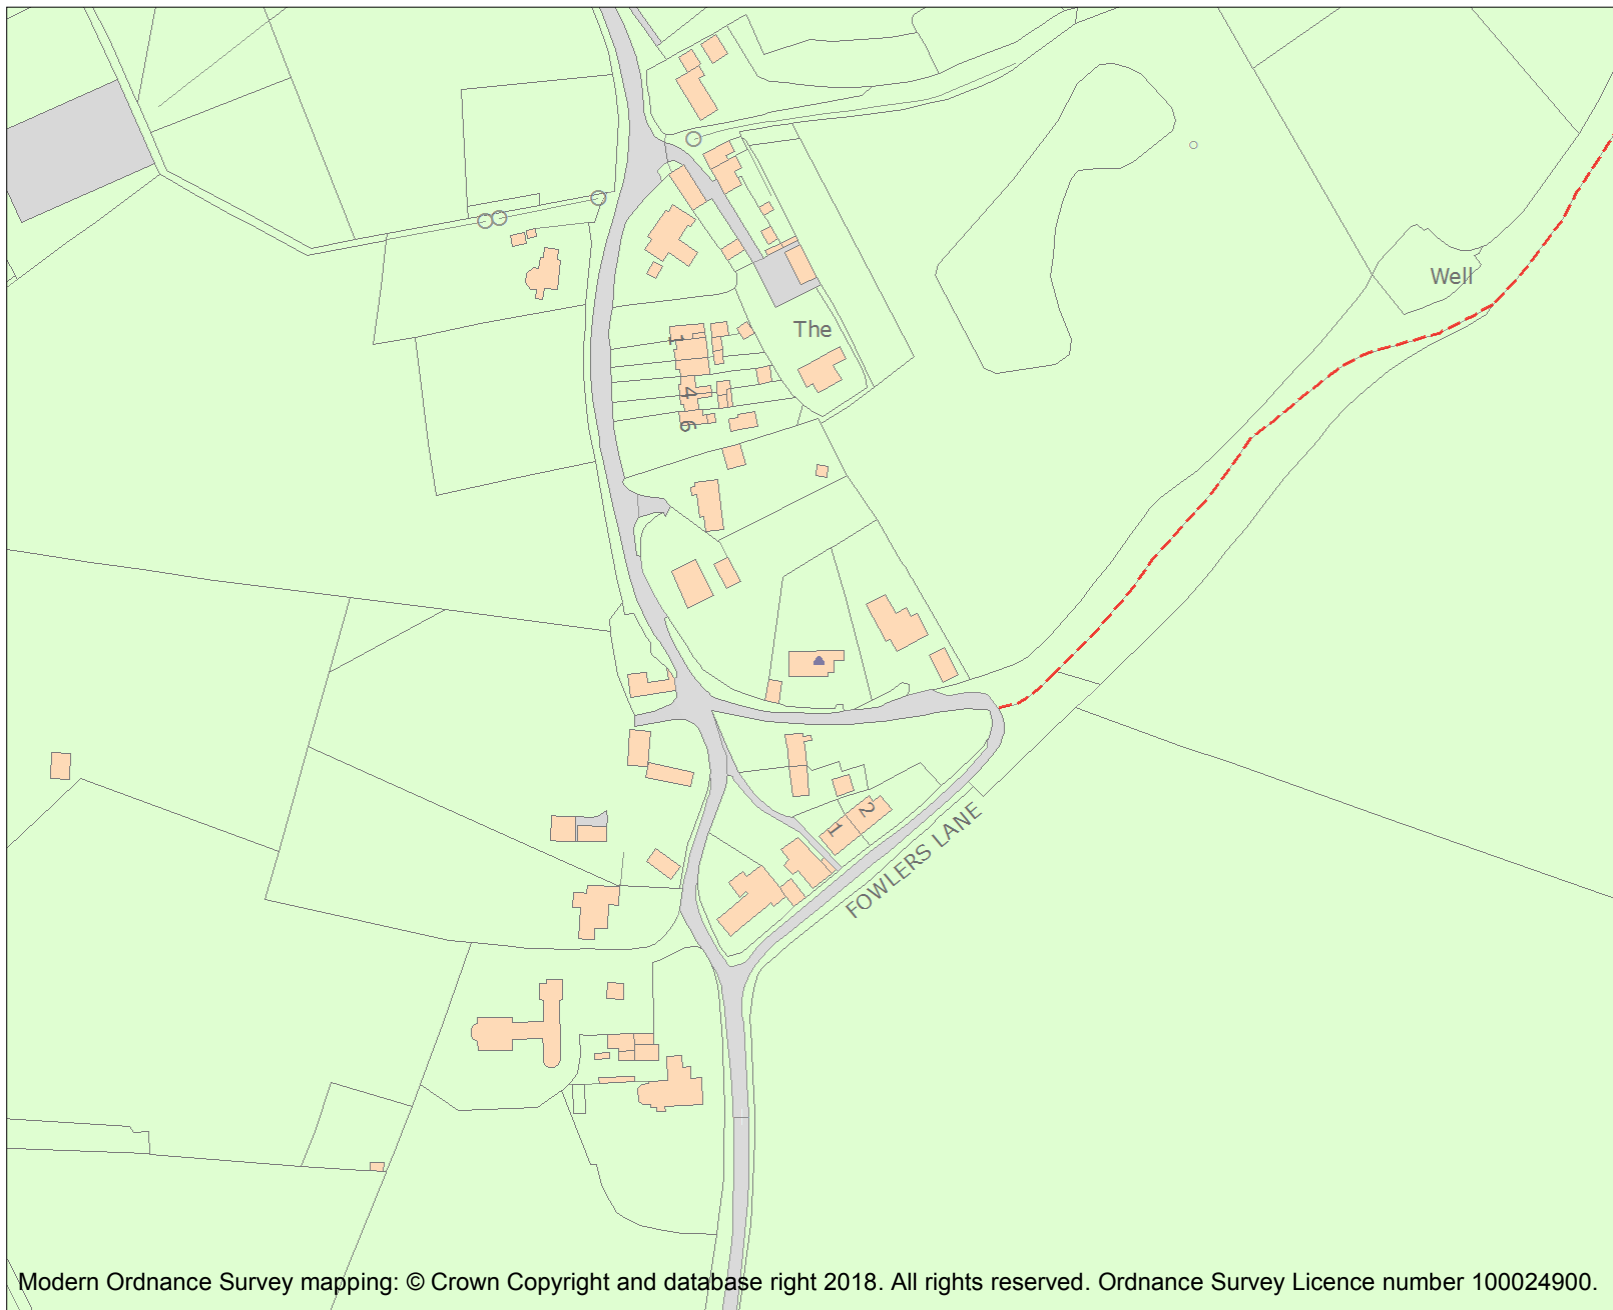 Well
The
1
4
6
2
1
FOWLERS LANE
Modern Ordnance Survey mapping: © Crown Copyright and database right 2018. All rights reserved. Ordnance Survey Licence number 100024900.